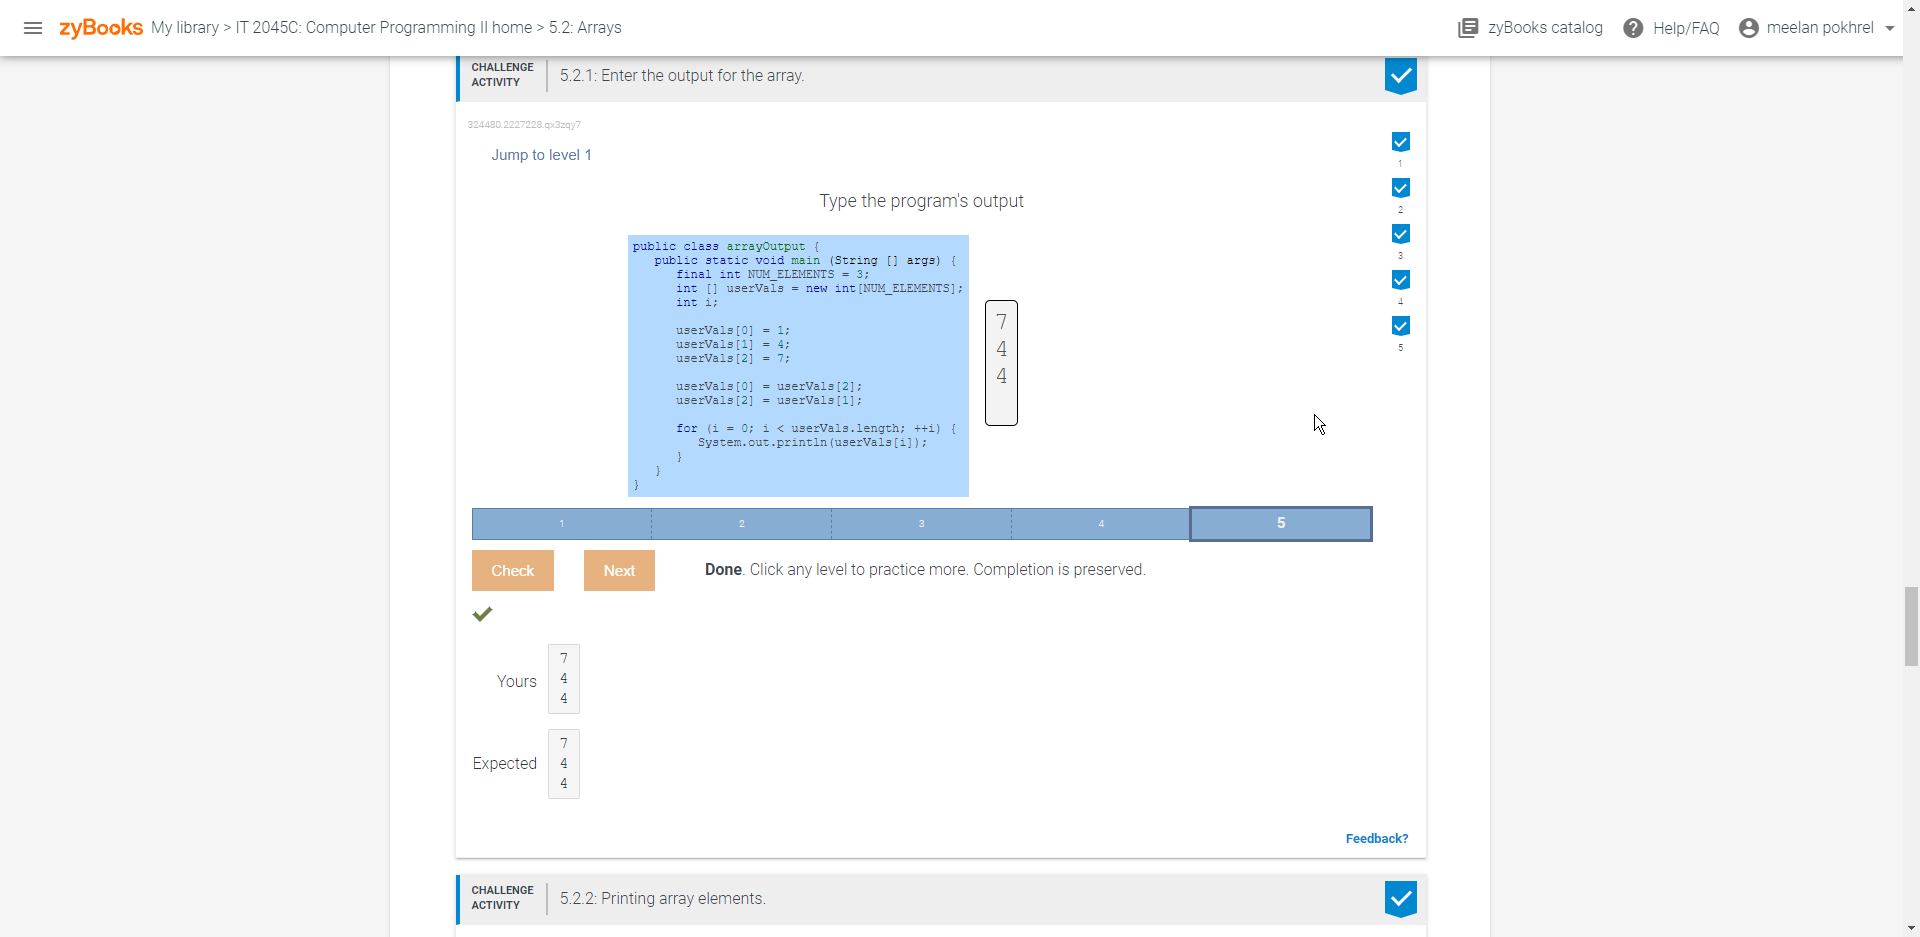 zyBooks My library > IT 2045C: Computer Programming II home > 5.2: Arrays
zyBooks catalog
Help/FAQ
meelan pokhrel
CHALLENGE
ACTIVITY
5.2.1: Enter the output for the array.
324480.2227228.qx3zqy7
Jump to level 1
1
2
3
4
5
Type the program's output
public class arrayOutput {
   public static void main (String [] args) {
      final int NUM_ELEMENTS = 3;
      int [] userVals = new int[NUM_ELEMENTS];
      int i;
      userVals[0] = 1;
      userVals[1] = 4;
      userVals[2] = 7;
      userVals[0] = userVals[2];
      userVals[2] = userVals[1];
      for (i = 0; i < userVals.length; ++i) {
         System.out.println(userVals[i]);
      }
   }
}
7
4
4
1 2 3 4 5
Check
Next
Done. Click any level to practice more. Completion is preserved.
Yours
7
4
4
Expected
7
4
4
Feedback?
CHALLENGE
ACTIVITY
5.2.2: Printing array elements.